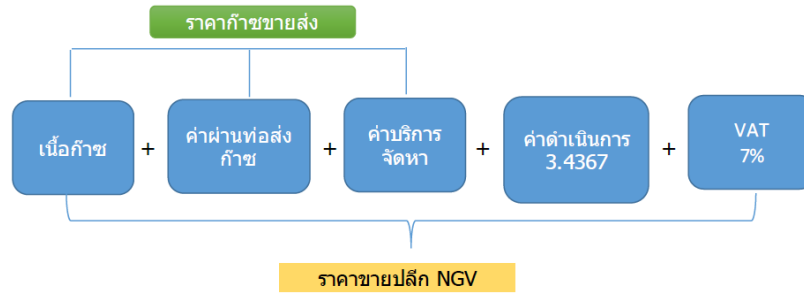 ราคาก๊าซขายส่ง
เนื้อก๊าซ
+
ค่าผ่านท่อส่ง
ก๊าซ
+
ค่าบริการ
จัดหา
+
ค่าดำเนินการ
3.4367
+
VAT
7%
ราคาขายปลีก NGV